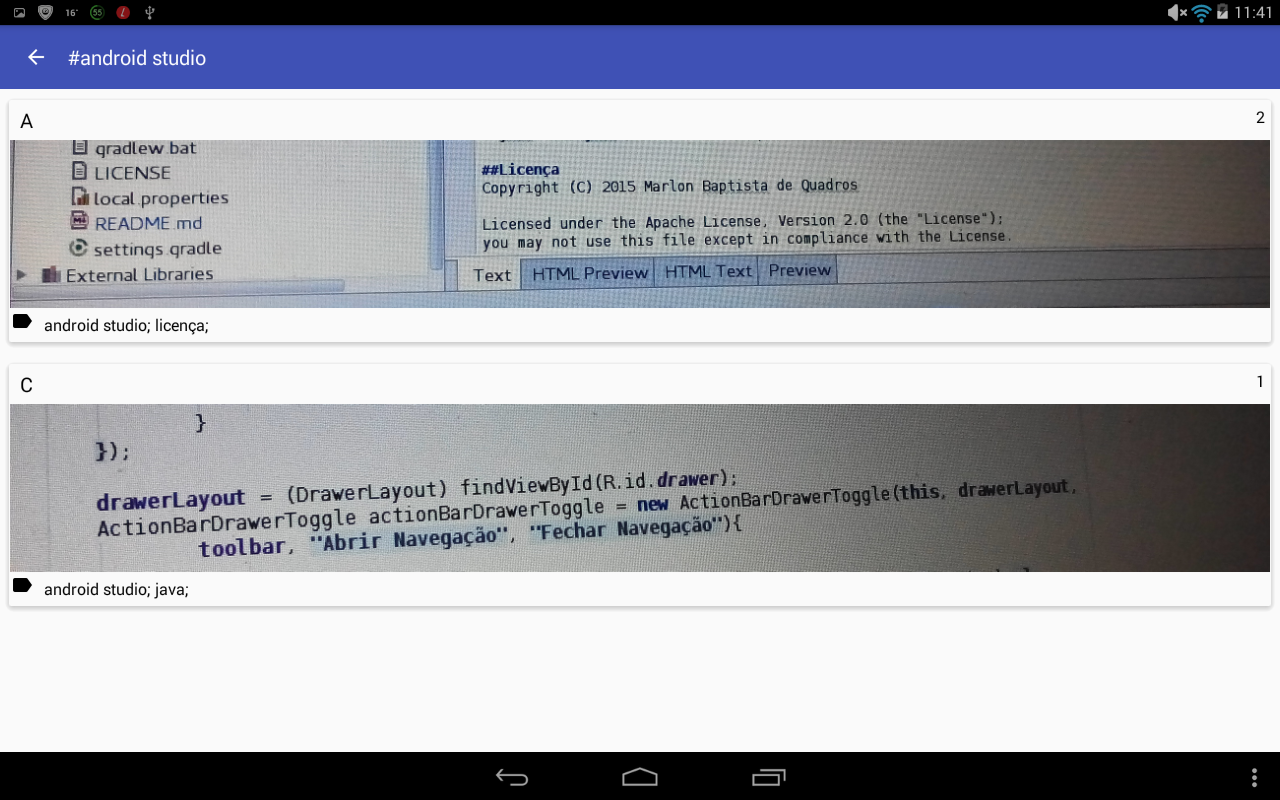 16° 55 11:41
#android studio
A 2
gradlew.bat
LICENSE
local.properties
README.md
settings.gradle
External Libraries
##Licença
Copyright (C) 2015 Marlon Baptista de Quadros
Licensed under the Apache License, Version 2.0 (the "License");
you may not use this file except in compliance with the License.
Text HTML Preview HTML Text Preview
android studio; licença;
C 1
}
});
drawerLayout = (DrawerLayout) findViewById(R.id.drawer);
ActionBarDrawerToggle actionBarDrawerToggle = new ActionBarDrawerToggle(this, drawerLayout,
toolbar, "Abrir Navegação", "Fechar Navegação"){
android studio; java;